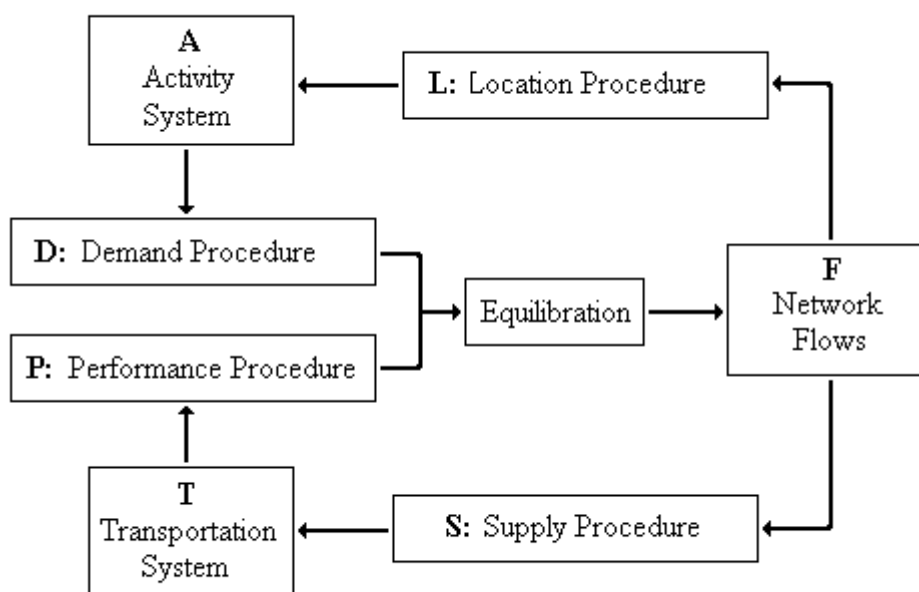 A
Activity
System
L: Location Procedure
D: Demand Procedure
P: Performance Procedure
Equilibration
F
Network
Flows
T
Transportation
System
S: Supply Procedure